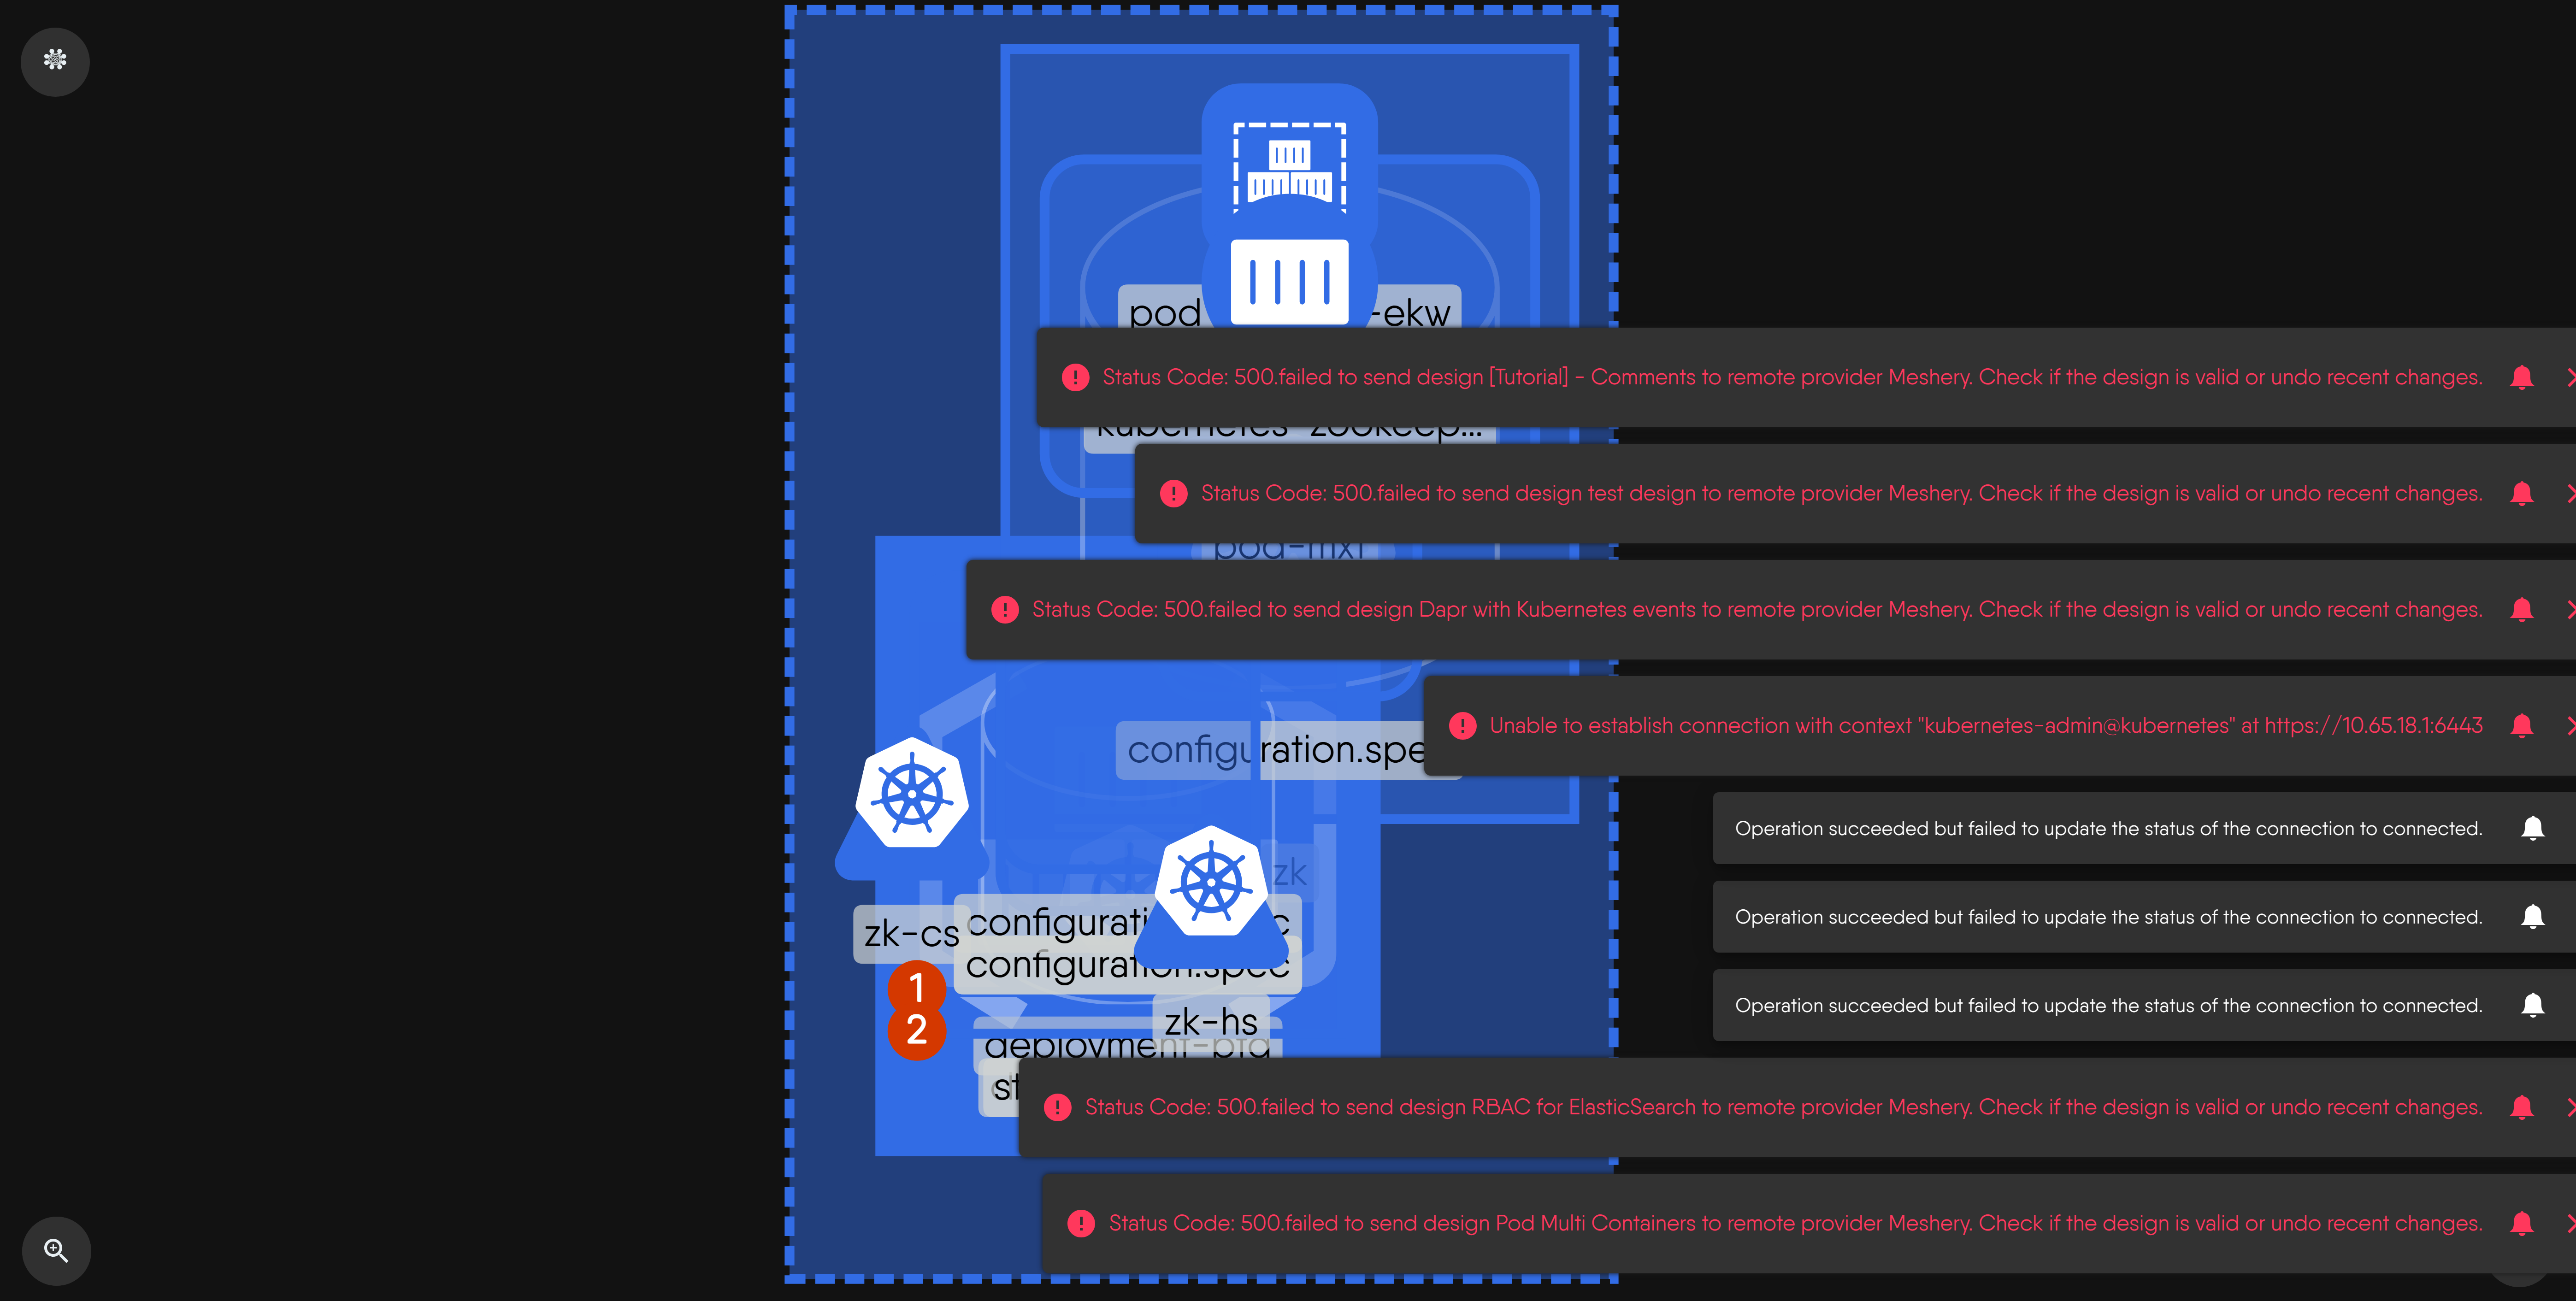 pod
-ekw
Status Code: 500.failed to send design [Tutorial] - Comments to remote provider Meshery. Check if the design is valid or undo recent changes.
kubernetes-zookeep...
Status Code: 500.failed to send design test design to remote provider Meshery. Check if the design is valid or undo recent changes.
pod-mxf
Status Code: 500.failed to send design Dapr with Kubernetes events to remote provider Meshery. Check if the design is valid or undo recent changes.
Unable to establish connection with context "kubernetes-admin@kubernetes" at https://10.65.18.1:6443
configuration.spe
Operation succeeded but failed to update the status of the connection to connected.
zk
Operation succeeded but failed to update the status of the connection to connected.
zk-cs
configuration.spec
configuration.spec
Operation succeeded but failed to update the status of the connection to connected.
1
2
zk-hs
st
Status Code: 500.failed to send design RBAC for ElasticSearch to remote provider Meshery. Check if the design is valid or undo recent changes.
Status Code: 500.failed to send design Pod Multi Containers to remote provider Meshery. Check if the design is valid or undo recent changes.